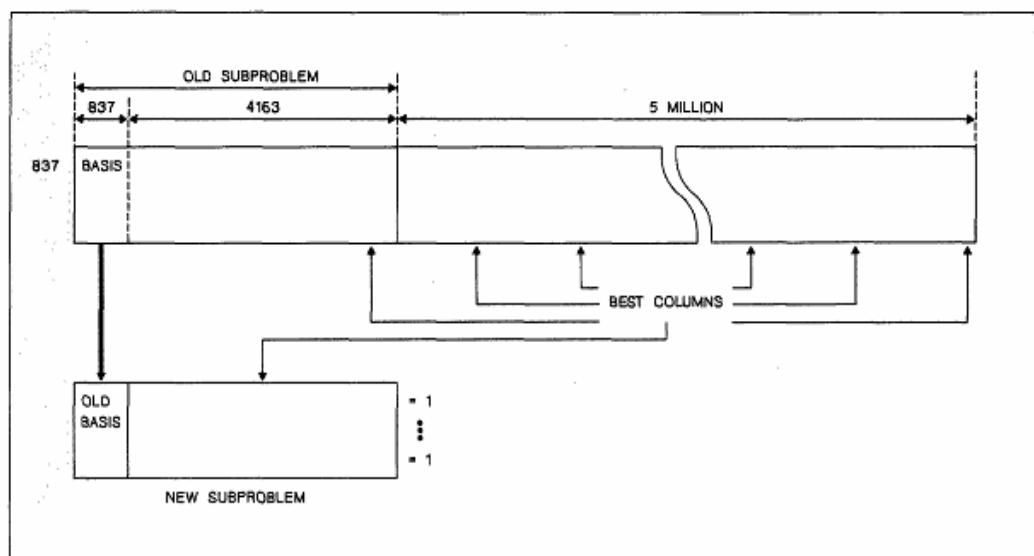 OLD SUBPROBLEM
837 4163 5 MILLION
837 BASIS
BEST COLUMNS
OLD
BASIS
= 1
= 1
NEW SUBPROBLEM